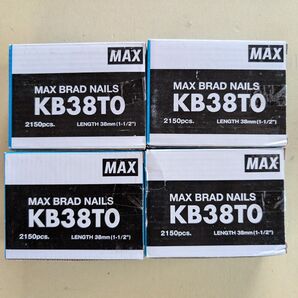 MAX
MAX BRAD NAILS
KB38T0
2150pcs. LENGTH 38mm(1-1/2")
MAX
MAX BRAD NAILS
KB38T0
2150pcs. LENGTH 38mm(1-1/2")
MAX
MAX BRAD NAILS
KB38T0
2150pcs. LENGTH 38mm(1-1/2")
MAX
MAX BRAD NAILS
KB38T0
2150pcs. LENGTH 38mm(1-1/2")